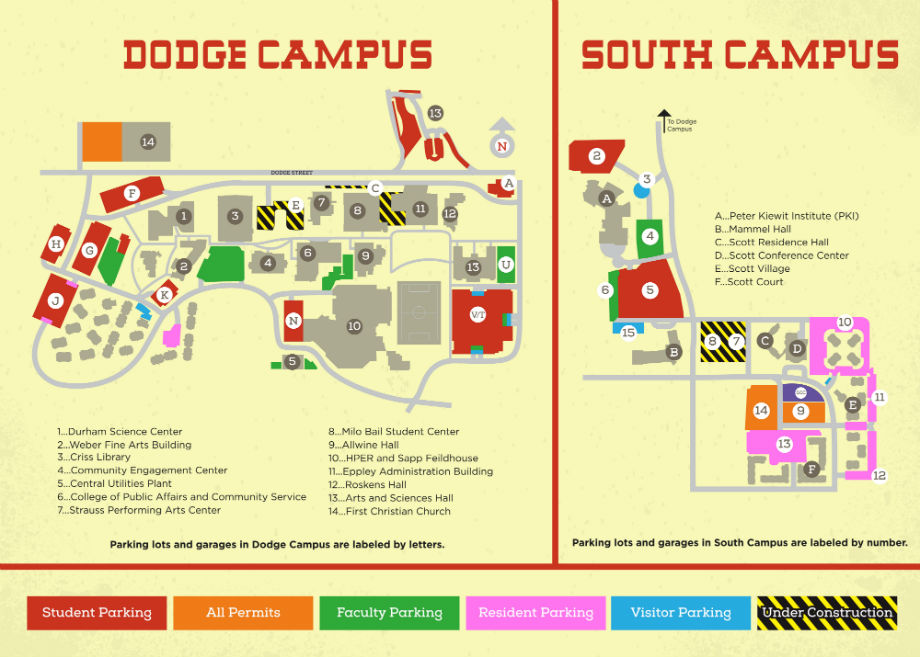 DODGE CAMPUS
SOUTH CAMPUS
13
To Dodge
Campus
14
N
2
DODGE STREET
3
A
F
C
A
E
7
1
3
8
11
12
4
H
G
2
4
6
9
13
U
6
5
J
K
N
10
V/T
15
8
7
C
D
10
B
5
14
9
E
11
13
F
12
A...Peter Kiewit Institute (PKI)
B...Mammel Hall
C...Scott Residence Hall
D...Scott Conference Center
E...Scott Village
F...Scott Court
1...Durham Science Center
2...Weber Fine Arts Building
3...Criss Library
4...Community Engagement Center
5...Central Utilities Plant
6...College of Public Affairs and Community Service
7...Strauss Performing Arts Center
8...Milo Bail Student Center
9...Allwine Hall
10...HPER and Sapp Feildhouse
11...Eppley Administration Building
12...Roskens Hall
13...Arts and Sciences Hall
14...First Christian Church
Parking lots and garages in Dodge Campus are labeled by letters.
Parking lots and garages in South Campus are labeled by number.
Student Parking
All Permits
Faculty Parking
Resident Parking
Visitor Parking
Under Construction